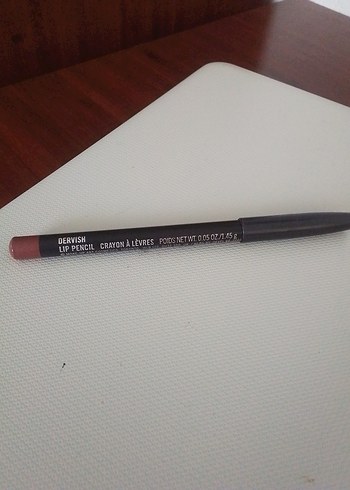 DERVISH
LIP PENCIL CRAYON À LÈVRES POIDS NET WT. 0.05 OZ./1.45 g